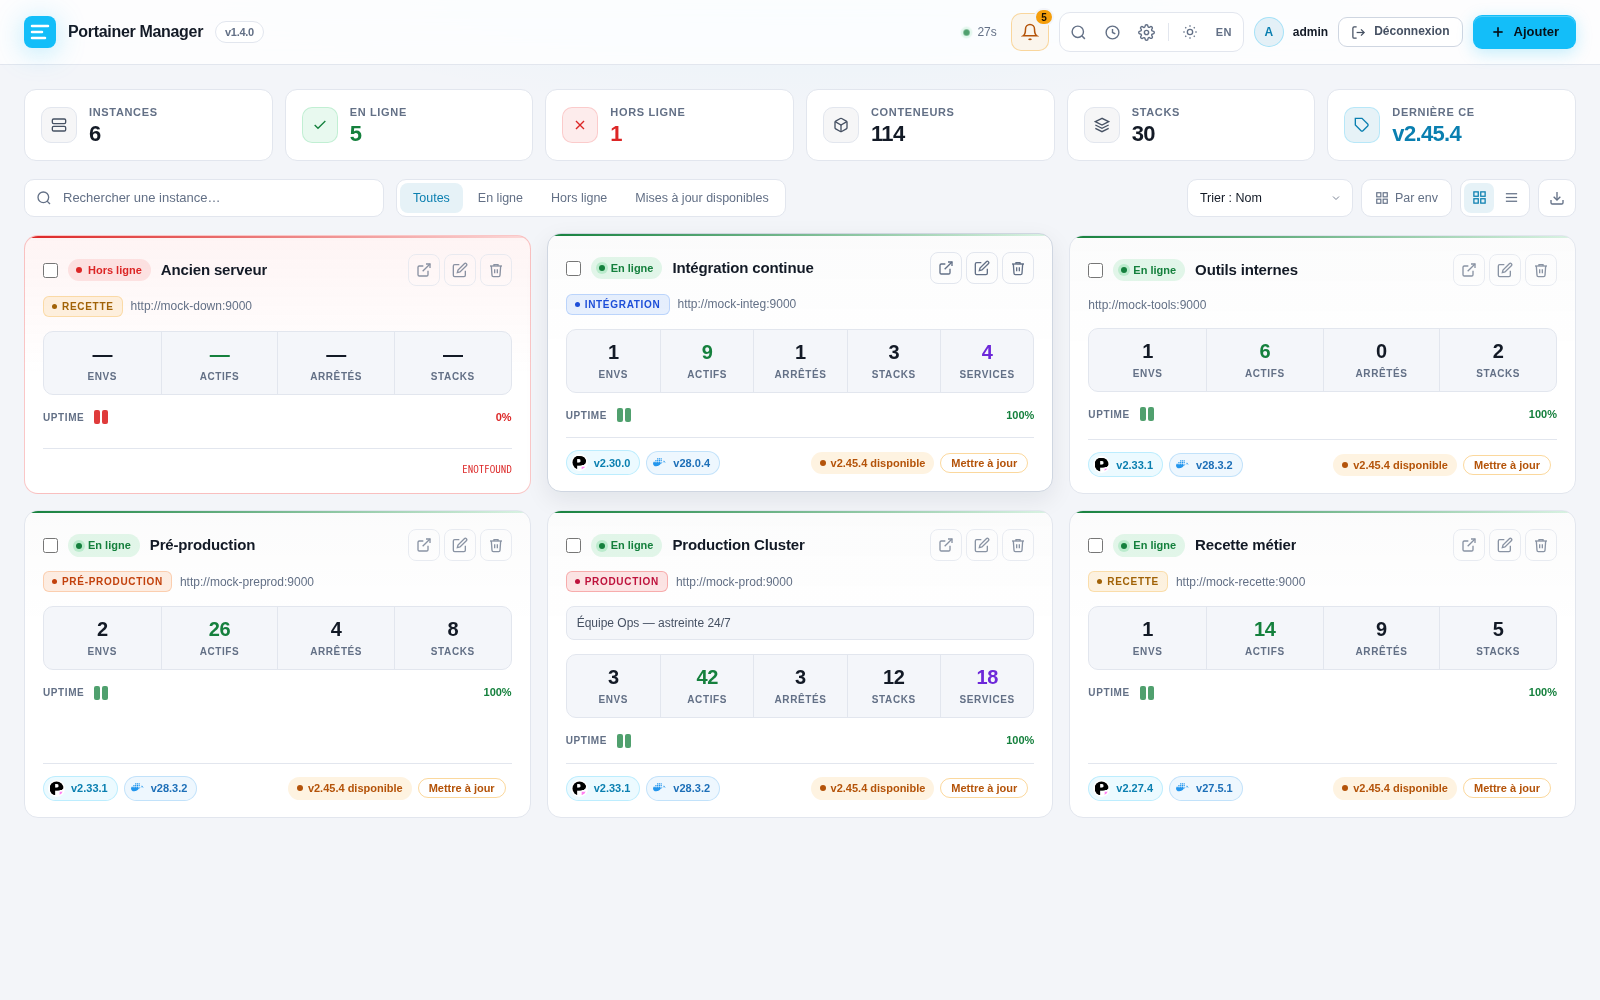 Portainer Manager v1.4.0
27s 5 EN A admin Déconnexion Ajouter
INSTANCES
6
EN LIGNE
5
HORS LIGNE
1
CONTENEURS
114
STACKS
30
DERNIÈRE CE
v2.45.4
Rechercher une instance…
Toutes En ligne Hors ligne Mises à jour disponibles
Trier : Nom Par env
Hors ligne Ancien serveur
RECETTE http://mock-down:9000
— — — —
ENVS ACTIFS ARRÊTÉS STACKS
UPTIME 0%
ENOTFOUND
En ligne Intégration continue
INTÉGRATION http://mock-integ:9000
1 9 1 3 4
ENVS ACTIFS ARRÊTÉS STACKS SERVICES
UPTIME 100%
v2.30.0 v28.0.4 v2.45.4 disponible Mettre à jour
En ligne Outils internes
http://mock-tools:9000
1 6 0 2
ENVS ACTIFS ARRÊTÉS STACKS
UPTIME 100%
v2.33.1 v28.3.2 v2.45.4 disponible Mettre à jour
En ligne Pré-production
PRÉ-PRODUCTION http://mock-preprod:9000
2 26 4 8
ENVS ACTIFS ARRÊTÉS STACKS
UPTIME 100%
v2.33.1 v28.3.2 v2.45.4 disponible Mettre à jour
En ligne Production Cluster
PRODUCTION http://mock-prod:9000
Équipe Ops — astreinte 24/7
3 42 3 12 18
ENVS ACTIFS ARRÊTÉS STACKS SERVICES
UPTIME 100%
v2.33.1 v28.3.2 v2.45.4 disponible Mettre à jour
En ligne Recette métier
RECETTE http://mock-recette:9000
1 14 9 5
ENVS ACTIFS ARRÊTÉS STACKS
UPTIME 100%
v2.27.4 v27.5.1 v2.45.4 disponible Mettre à jour